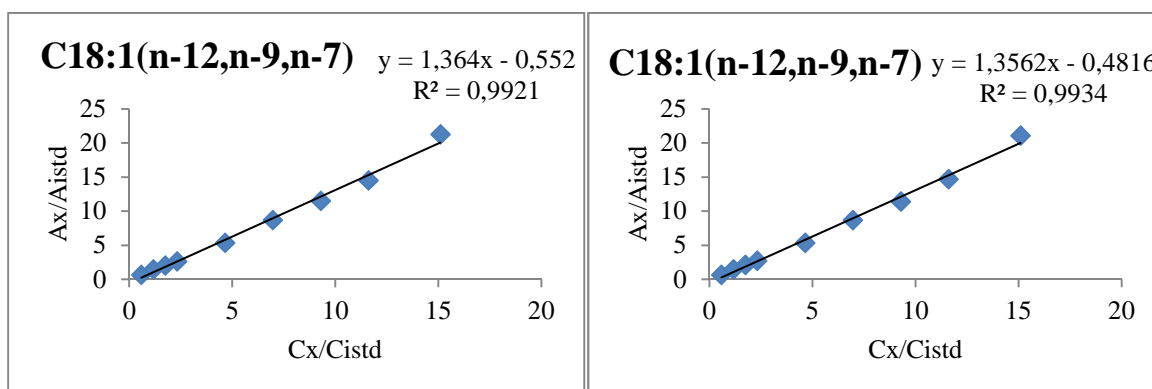 C18:1(n-12,n-9,n-7) y = 1,364x - 0,552
R² = 0,9921
25
20
15
10
5
0
Ax/Aistd
0 5 10 15 20
Cx/Cistd
C18:1(n-12,n-9,n-7) y = 1,3562x - 0,4816
R² = 0,9934
25
20
15
10
5
0
Ax/Aistd
0 5 10 15 20
Cx/Cistd